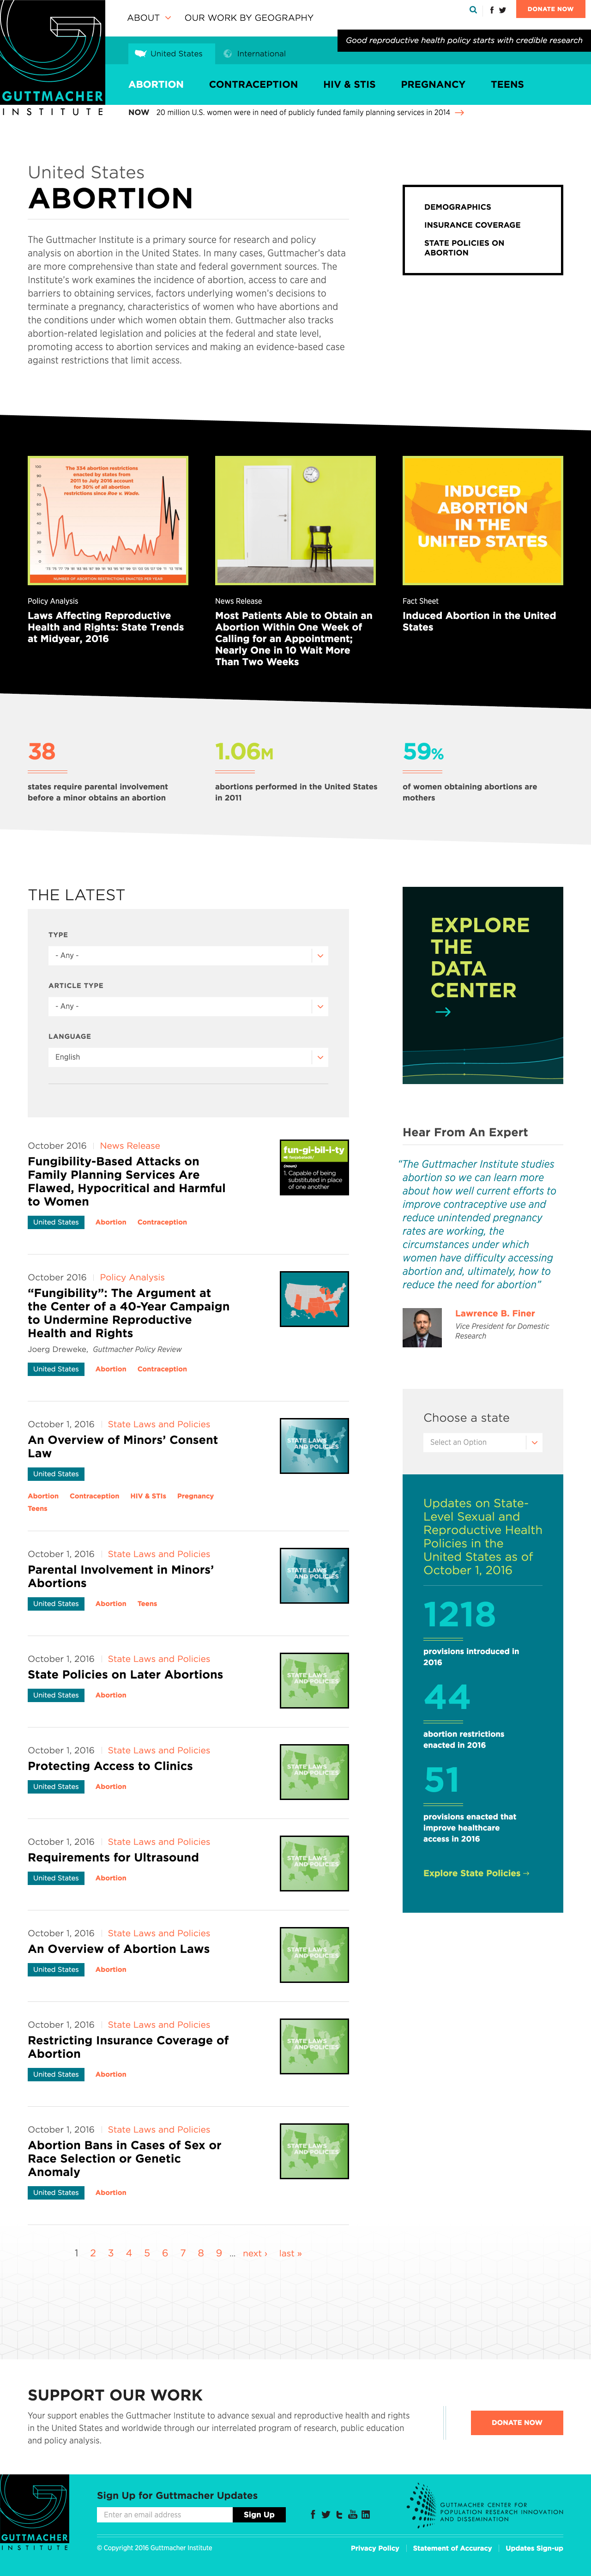 ABOUT
OUR WORK BY GEOGRAPHY
DONATE NOW
Good reproductive health policy starts with credible research
United States
International
GUTTMACHER
INSTITUTE
ABORTION
CONTRACEPTION
HIV & STIS
PREGNANCY
TEENS
NOW 20 million U.S. women were in need of publicly funded family planning services in 2014
United States
ABORTION
The Guttmacher Institute is a primary source for research and policy
analysis on abortion in the United States. In many cases, Guttmacher's data
are more comprehensive than state and federal government sources. The
Institute's work examines the incidence of abortion, access to care and
barriers to obtaining services, factors underlying women's decisions to
terminate a pregnancy, characteristics of women who have abortions and
the conditions under which women obtain them. Guttmacher also tracks
abortion-related legislation and policies at the federal and state level,
promoting access to abortion services and making an evidence-based case
against restrictions that limit access.
DEMOGRAPHICS
INSURANCE COVERAGE
STATE POLICIES ON
ABORTION
The 334 abortion restrictions
enacted by states from
2011 to July 2016 account
for 30% of all abortion
restrictions since Roe v. Wade.
NUMBER OF ABORTION RESTRICTIONS ENACTED PER YEAR
Policy Analysis
Laws Affecting Reproductive
Health and Rights: State Trends
at Midyear, 2016
News Release
Most Patients Able to Obtain an
Abortion Within One Week of
Calling for an Appointment;
Nearly One in 10 Wait More
Than Two Weeks
INDUCED
ABORTION
IN THE
UNITED STATES
Fact Sheet
Induced Abortion in the United
States
38
states require parental involvement
before a minor obtains an abortion
1.06M
abortions performed in the United States
in 2011
59%
of women obtaining abortions are
mothers
THE LATEST
TYPE
- Any -
ARTICLE TYPE
- Any -
LANGUAGE
English
October 2016 News Release
Fungibility-Based Attacks on
Family Planning Services Are
Flawed, Hypocritical and Harmful
to Women
United States Abortion Contraception
fun-gi-bil-i-ty
1. Capable of being
substituted in place
of one another
October 2016 Policy Analysis
“Fungibility”: The Argument at
the Center of a 40-Year Campaign
to Undermine Reproductive
Health and Rights
Joerg Dreweke, Guttmacher Policy Review
United States Abortion Contraception
October 1, 2016 State Laws and Policies
An Overview of Minors’ Consent
Law
United States
Abortion Contraception HIV & STIs Pregnancy
Teens
STATE LAWS
AND POLICIES
October 1, 2016 State Laws and Policies
Parental Involvement in Minors’
Abortions
United States Abortion Teens
STATE LAWS
AND POLICIES
October 1, 2016 State Laws and Policies
State Policies on Later Abortions
United States Abortion
STATE LAWS
AND POLICIES
October 1, 2016 State Laws and Policies
Protecting Access to Clinics
United States Abortion
STATE LAWS
AND POLICIES
October 1, 2016 State Laws and Policies
Requirements for Ultrasound
United States Abortion
STATE LAWS
AND POLICIES
October 1, 2016 State Laws and Policies
An Overview of Abortion Laws
United States Abortion
STATE LAWS
AND POLICIES
October 1, 2016 State Laws and Policies
Restricting Insurance Coverage of
Abortion
United States Abortion
STATE LAWS
AND POLICIES
October 1, 2016 State Laws and Policies
Abortion Bans in Cases of Sex or
Race Selection or Genetic
Anomaly
United States Abortion
STATE LAWS
AND POLICIES
1 2 3 4 5 6 7 8 9 ... next › last »
EXPLORE
THE
DATA
CENTER
Hear From An Expert
“The Guttmacher Institute studies
abortion so we can learn more
about how well current efforts to
improve contraceptive use and
reduce unintended pregnancy
rates are working, the
circumstances under which
women have difficulty accessing
abortion and, ultimately, how to
reduce the need for abortion”
Lawrence B. Finer
Vice President for Domestic
Research
Choose a state
Select an Option
Updates on State-
Level Sexual and
Reproductive Health
Policies in the
United States as of
October 1, 2016
1218
provisions introduced in
2016
44
abortion restrictions
enacted in 2016
51
provisions enacted that
improve healthcare
access in 2016
Explore State Policies
SUPPORT OUR WORK
Your support enables the Guttmacher Institute to advance sexual and reproductive health and rights
in the United States and worldwide through our interrelated program of research, public education
and policy analysis.
DONATE NOW
GUTTMACHER
INSTITUTE
Sign Up for Guttmacher Updates
Enter an email address
Sign Up
GUTTMACHER CENTER FOR
POPULATION RESEARCH INNOVATION
AND DISSEMINATION
© Copyright 2016 Guttmacher Institute
Privacy Policy Statement of Accuracy Updates Sign-up